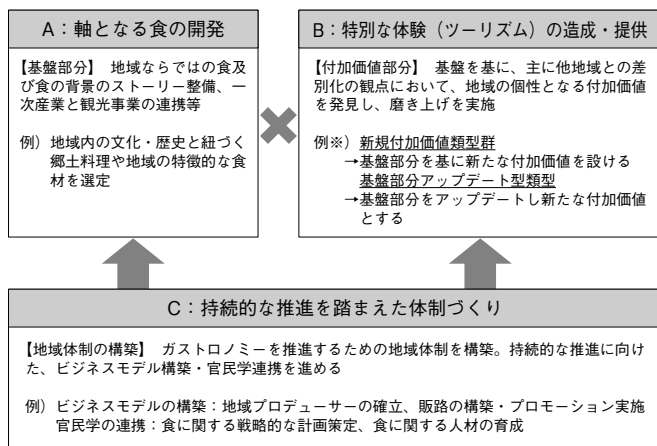 A：軸となる食の開発
【基盤部分】 地域ならではの食及
び食の背景のストーリー整備、一
次産業と観光事業の連携等
例）地域内の文化・歴史と紐づく
郷土料理や地域の特徴的な食
材を選定
B：特別な体験（ツーリズム）の造成・提供
【付加価値部分】 基盤を基に、主に他地域との差
別化の観点において、地域の個性となる付加価値
を発見し、磨き上げを実施
例※）新規付加価値類型群
→基盤部分を基に新たな付加価値を設ける
基盤部分アップデート型類型
→基盤部分をアップデートし新たな付加価値
とする
C：持続的な推進を踏まえた体制づくり
【地域体制の構築】 ガストロノミーを推進するための地域体制を構築。持続的な推進に向け
た、ビジネスモデル構築・官民学連携を進める
例）ビジネスモデルの構築：地域プロデューサーの確立、販路の構築・プロモーション実施
官民学の連携：食に関する戦略的な計画策定、食に関する人材の育成